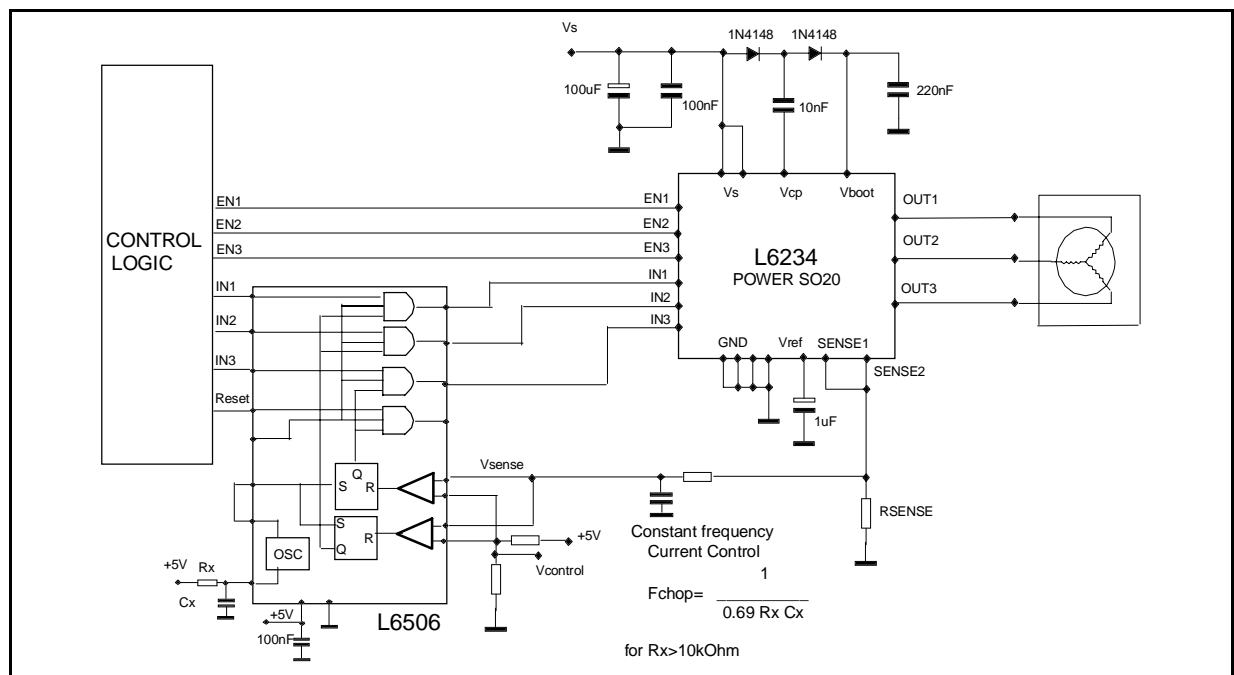 Vs
1N4148
1N4148
100uF
100nF
10nF
220nF
Vs
Vcp
Vboot
EN1
EN1
OUT1
EN2
EN2
OUT2
CONTROL
LOGIC
EN3
EN3
L6234
POWER SO20
IN1
IN1
IN2
OUT3
IN2
IN3
GND
Vref
SENSE1
IN3
SENSE2
Reset
1uF
Q
S
R
Vsense
RSENSE
S
R
Q
Constant frequency
Current Control
OSC
+5V
Vcontrol
+5V
Rx
1
Fchop= _________
0.69 Rx Cx
Cx
+5V
L6506
100nF
for Rx>10kOhm